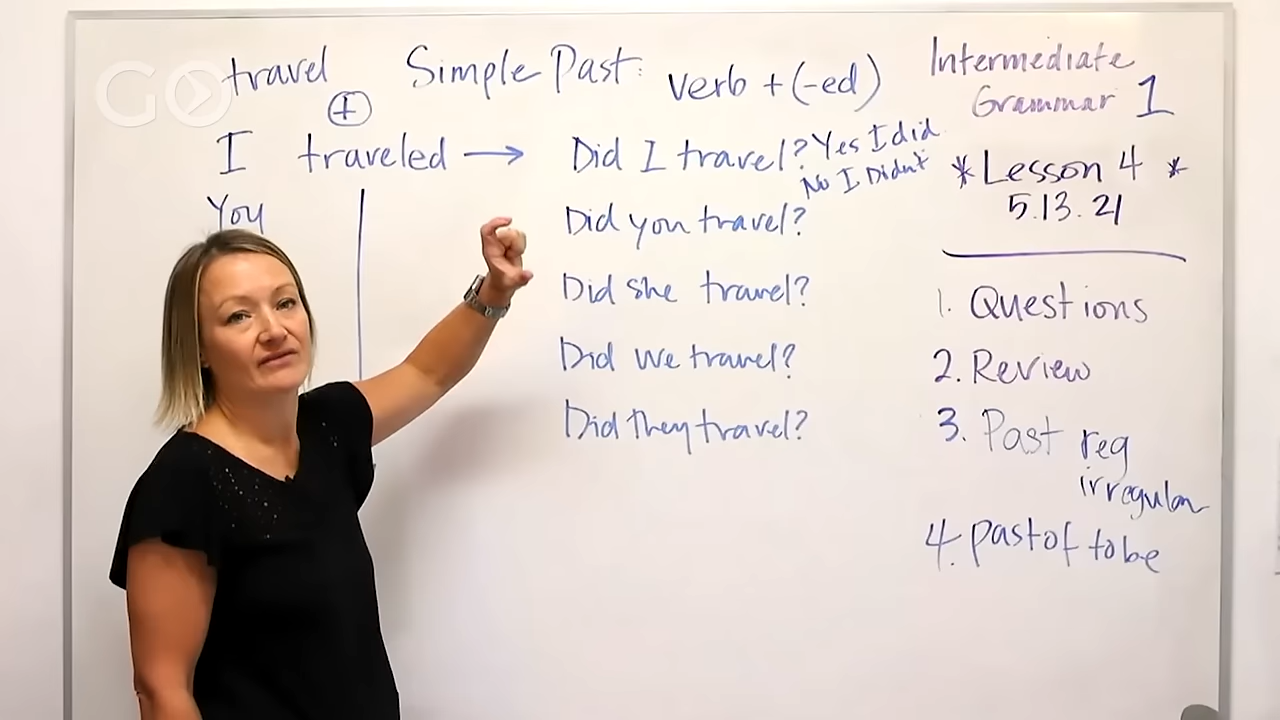 GO
travel
Simple Past:
verb + (-ed)
+
I traveled → Did I travel? Yes I did
No I Didn't
You
Did you travel?
Did she travel?
Did we travel?
Did they travel?
Intermediate
Grammar 1
*Lesson 4 *
5.13.21
1. Questions
2. Review
3. Past reg
irregular
4. past of to be